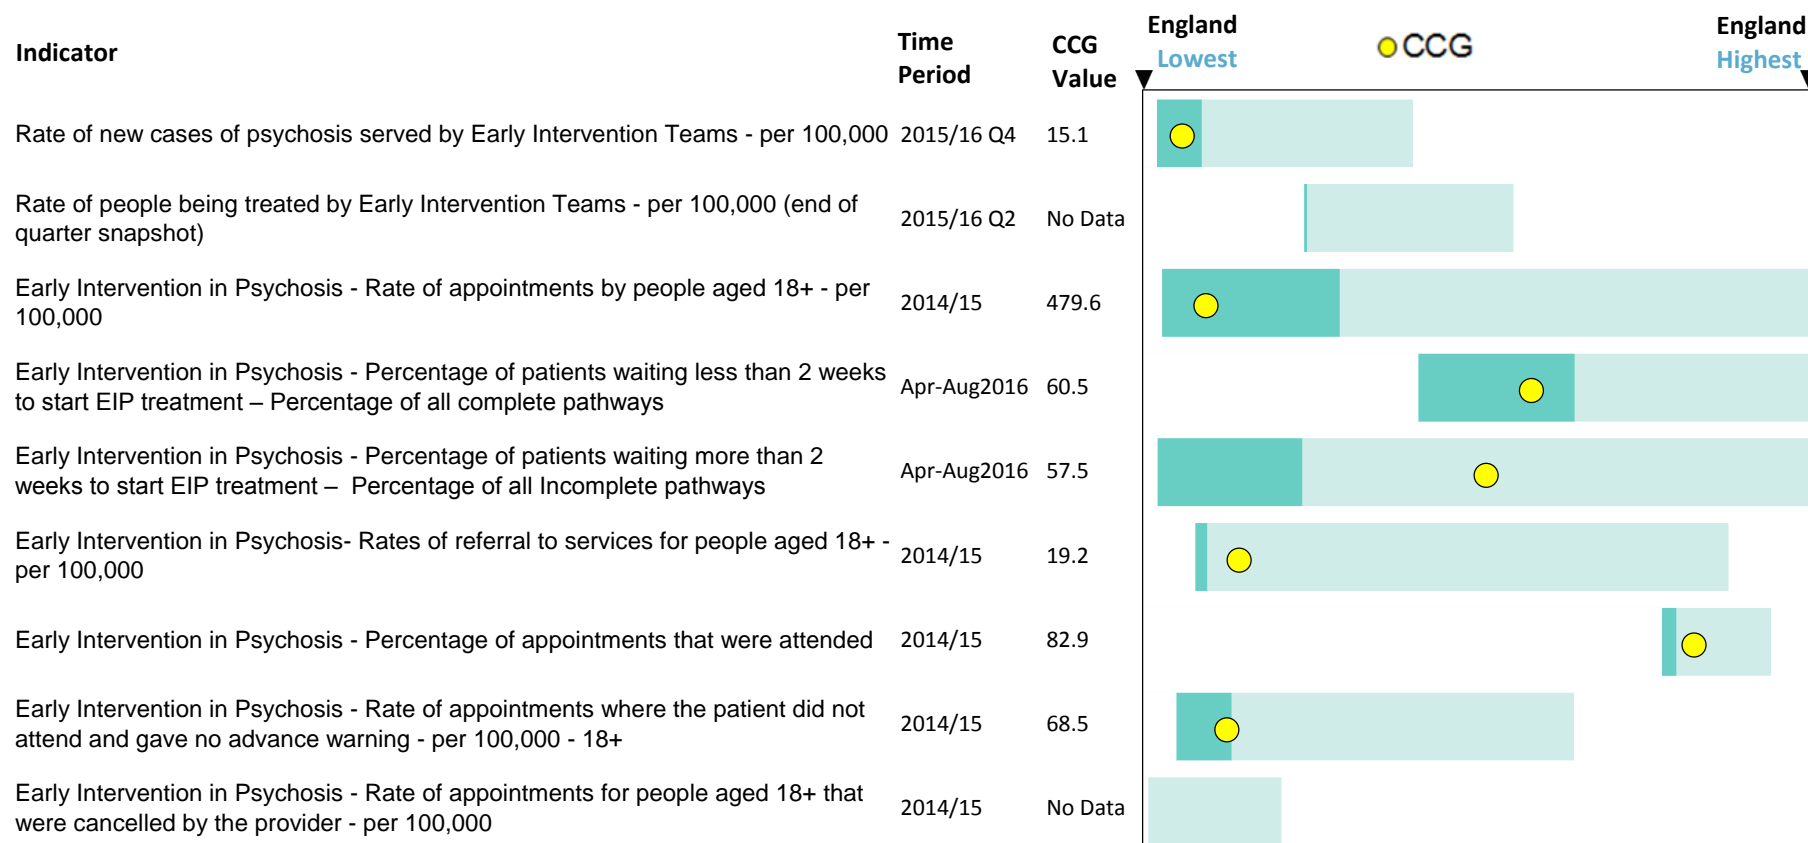 Indicator
Time
Period
CCG
Value
England
Lowest
CCG
England
Highest
Rate of new cases of psychosis served by Early Intervention Teams - per 100,000 2015/16 Q4 15.1
Rate of people being treated by Early Intervention Teams - per 100,000 (end of
quarter snapshot)
2015/16 Q2 No Data
Early Intervention in Psychosis - Rate of appointments by people aged 18+ - per
100,000
2014/15 479.6
Early Intervention in Psychosis - Percentage of patients waiting less than 2 weeks
to start EIP treatment – Percentage of all complete pathways
Apr-Aug2016 60.5
Early Intervention in Psychosis - Percentage of patients waiting more than 2
weeks to start EIP treatment – Percentage of all Incomplete pathways
Apr-Aug2016 57.5
Early Intervention in Psychosis- Rates of referral to services for people aged 18+ -
per 100,000
2014/15 19.2
Early Intervention in Psychosis - Percentage of appointments that were attended 2014/15 82.9
Early Intervention in Psychosis - Rate of appointments where the patient did not
attend and gave no advance warning - per 100,000 - 18+
2014/15 68.5
Early Intervention in Psychosis - Rate of appointments for people aged 18+ that
were cancelled by the provider - per 100,000
2014/15 No Data